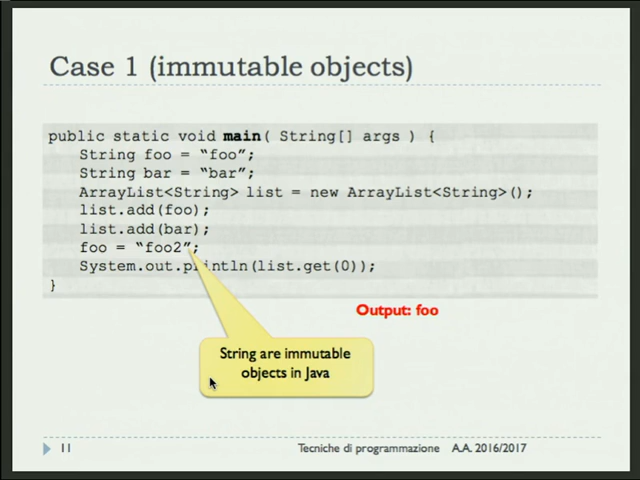 Case 1 (immutable objects)
public static void main( String[] args ) {
String foo = “foo”;
String bar = “bar”;
ArrayList<String> list = new ArrayList<String>();
list.add(foo);
list.add(bar);
foo = “foo2”;
System.out.println(list.get(0));
}
Output: foo
String are immutable
objects in Java
11
Tecniche di programmazione A.A. 2016/2017